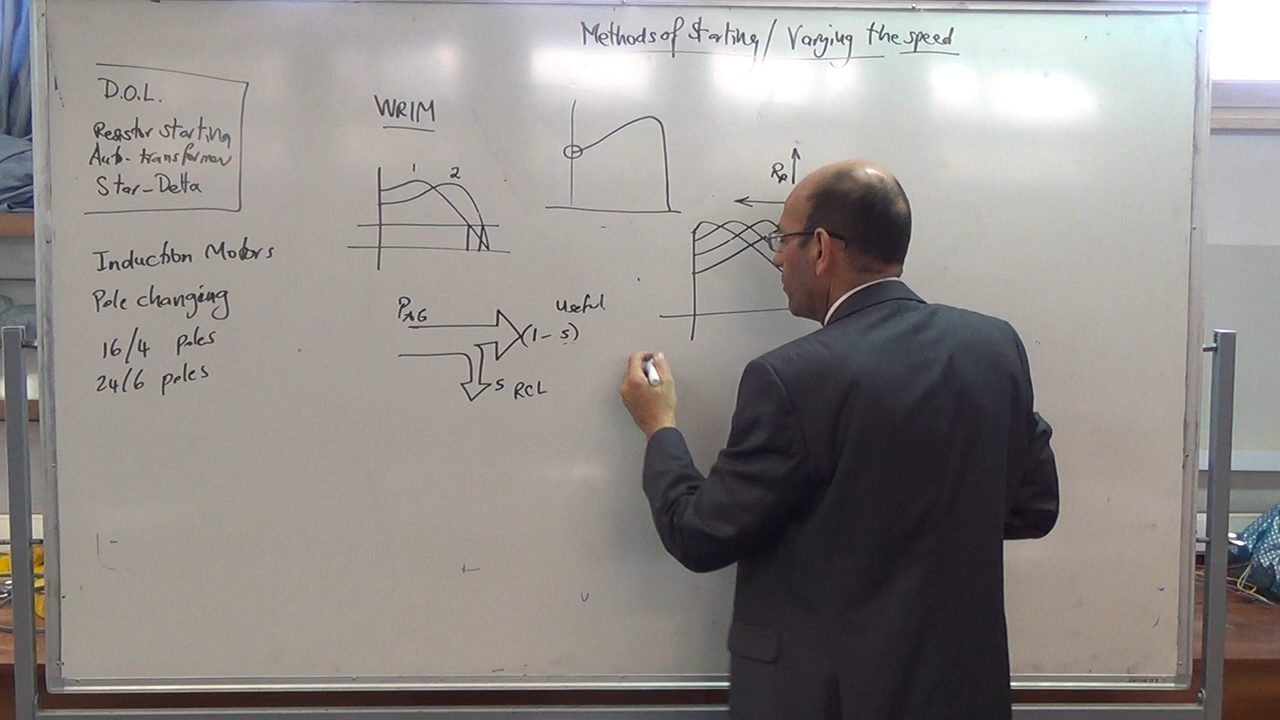 Methods of Starting / Varying the speed
D.O.L.
Resistor starting
Auto-transformer
Star-Delta
Induction Motors
Pole changing
16/4 poles
24/6 poles
WRIM
1 2
PAG
useful
(1-s)
s RCL
RR